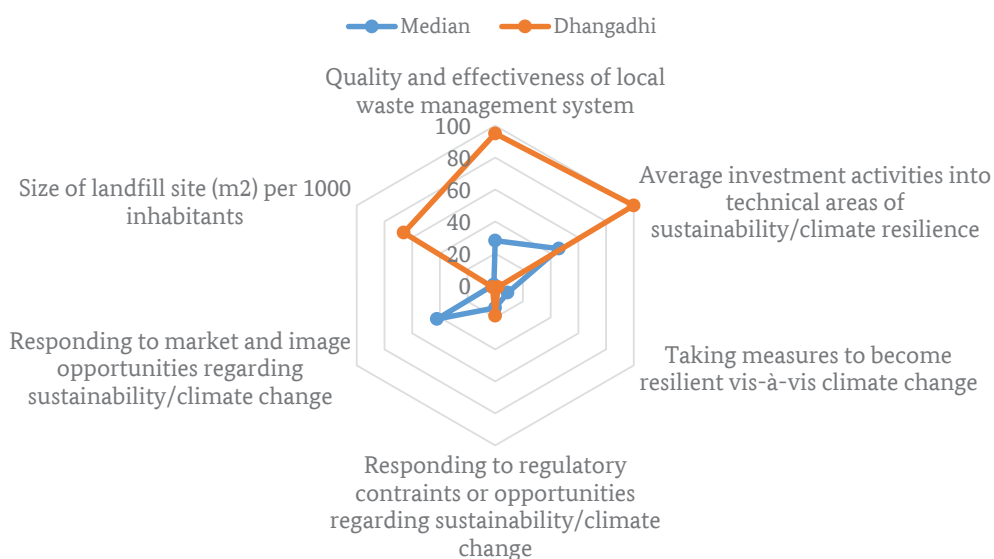 Median
Dhangadhi
Quality and effectiveness of local
waste management system
100
80
60
40
20
0
Average investment activities into
technical areas of
sustainability/climate resilience
Taking measures to become
resilient vis-à-vis climate change
Responding to regulatory
contraints or opportunities
regarding sustainability/climate
change
Responding to market and image
opportunities regarding
sustainability/climate change
Size of landfill site (m2) per 1000
inhabitants